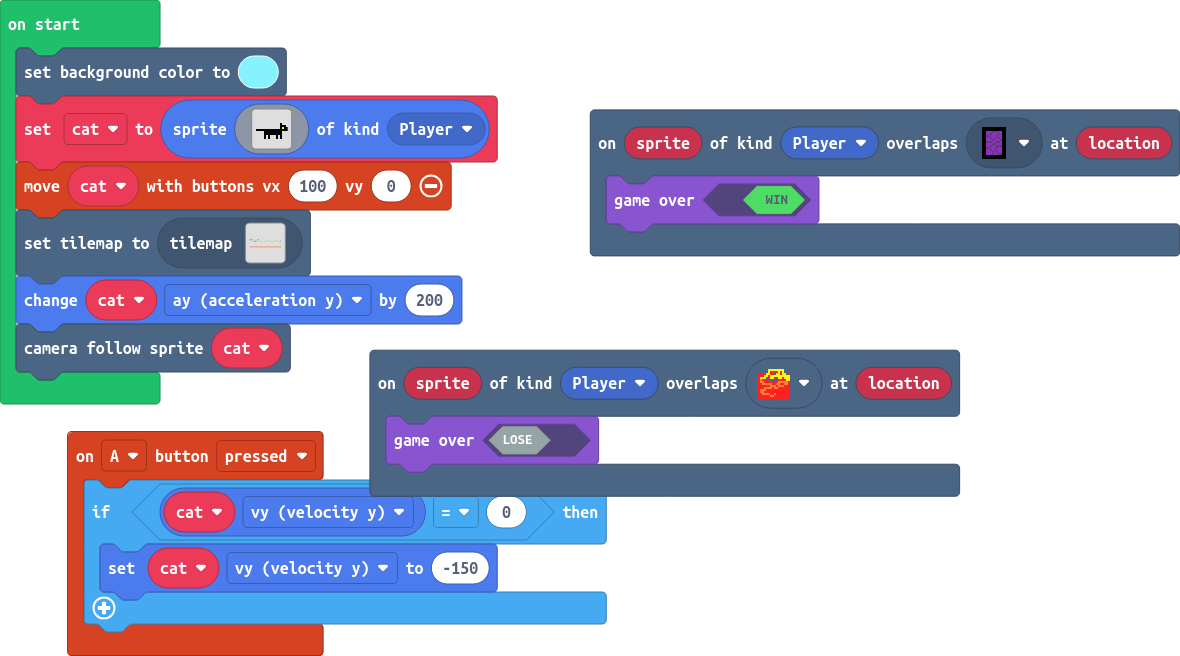 on start
set background color to
set cat to sprite of kind Player
move cat with buttons vx 100 vy 0
set tilemap to tilemap
change cat ay (acceleration y) by 200
camera follow sprite cat
on sprite of kind Player overlaps at location
game over WIN
on sprite of kind Player overlaps at location
game over LOSE
on A button pressed
if cat vy (velocity y) = 0 then
set cat vy (velocity y) to -150